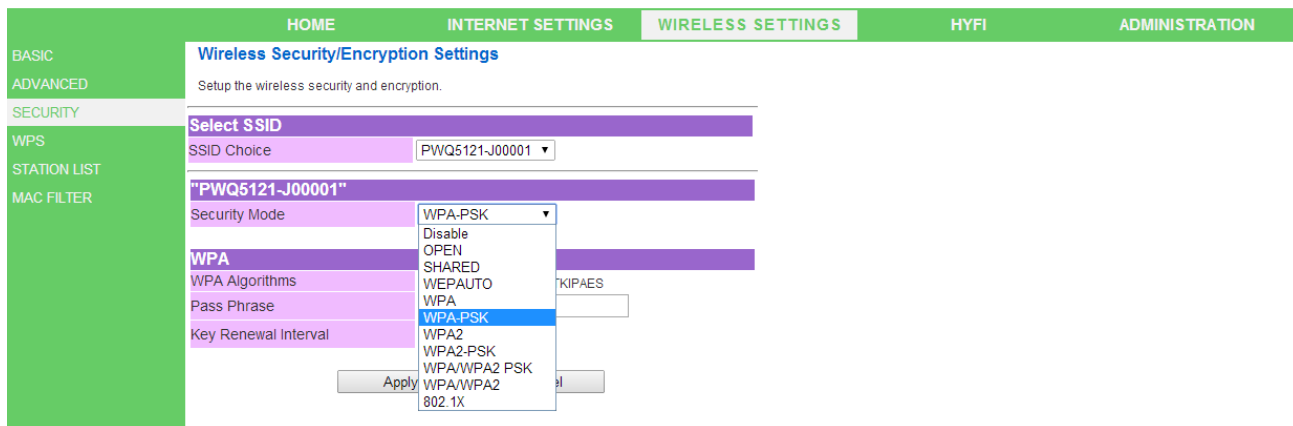 HOME INTERNET SETTINGS WIRELESS SETTINGS HYFI ADMINISTRATION
BASIC
ADVANCED
SECURITY
WPS
STATION LIST
MAC FILTER
Wireless Security/Encryption Settings
Setup the wireless security and encryption.
Select SSID
SSID Choice PWQ5121-J00001
"PWQ5121-J00001"
Security Mode WPA-PSK
Disable
OPEN
SHARED
WEPAUTO
WPA
WPA-PSK
WPA2
WPA2-PSK
WPA/WPA2 PSK
WPA/WPA2
802.1X
WPA
WPA Algorithms TKIPAES
Pass Phrase
Key Renewal Interval
Apply